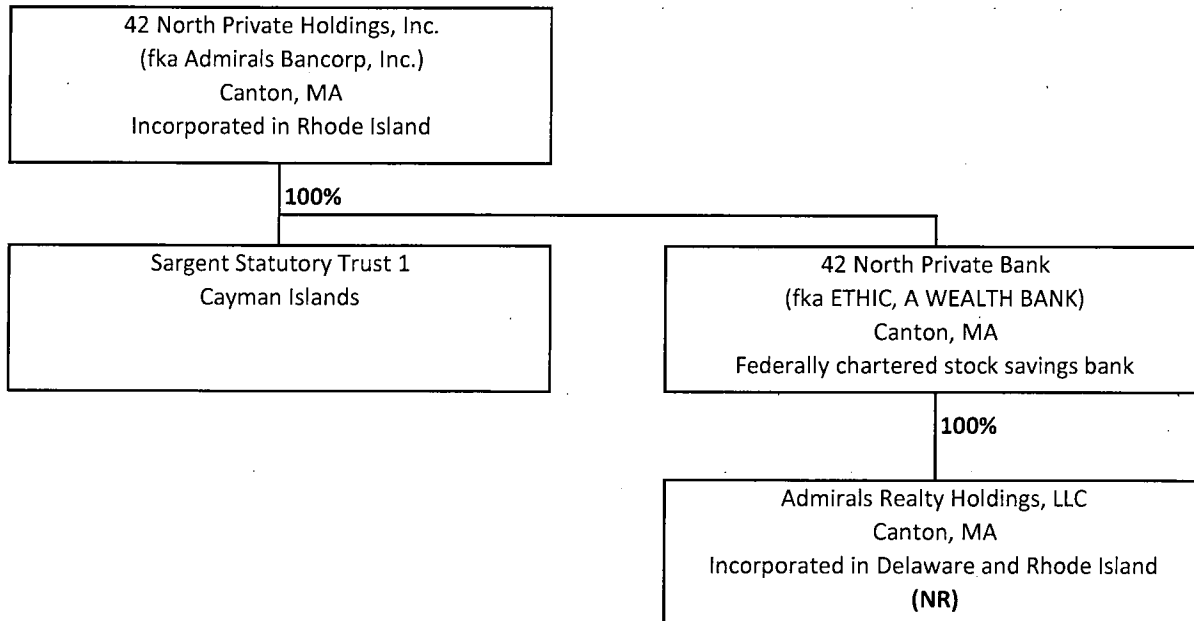 42 North Private Holdings, Inc.
(fka Admirals Bancorp, Inc.)
Canton, MA
Incorporated in Rhode Island
100%
Sargent Statutory Trust 1
Cayman Islands
42 North Private Bank
(fka ETHIC, A WEALTH BANK)
Canton, MA
Federally chartered stock savings bank
100%
Admirals Realty Holdings, LLC
Canton, MA
Incorporated in Delaware and Rhode Island
(NR)